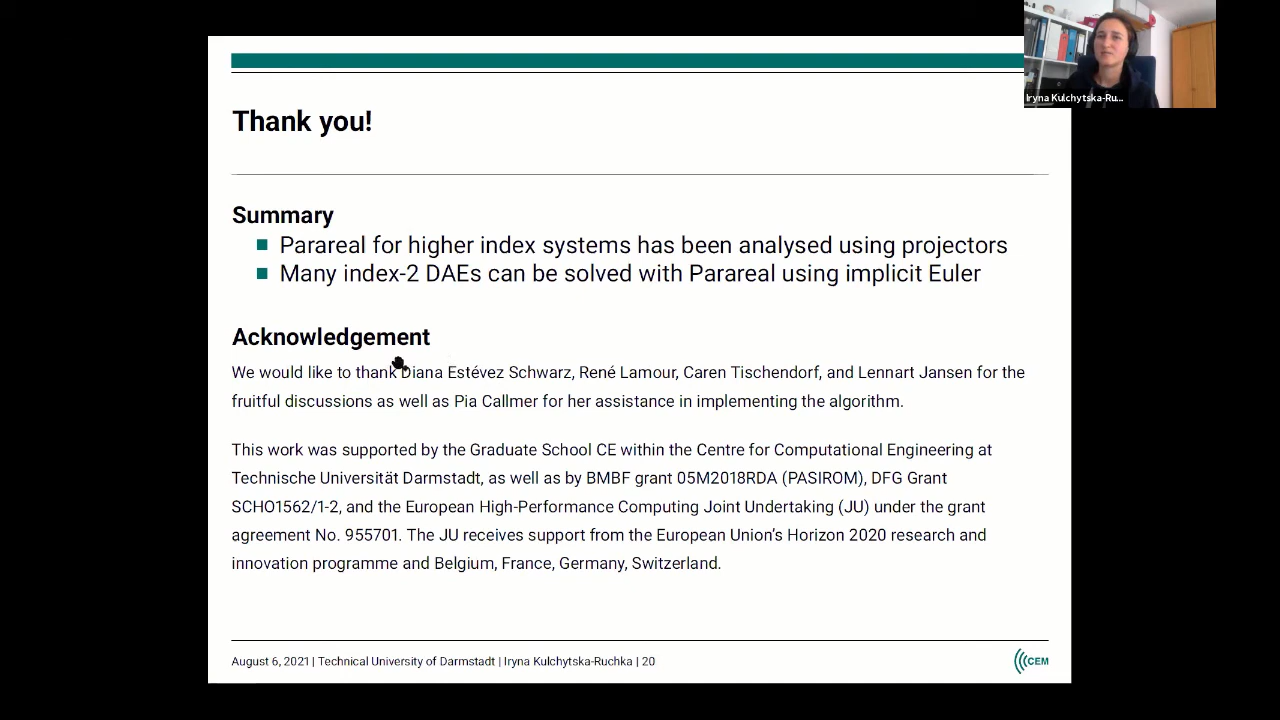 Iryna Kulchytska-Ru...
Thank you!
Summary
Parareal for higher index systems has been analysed using projectors
Many index-2 DAEs can be solved with Parareal using implicit Euler
Acknowledgement
We would like to thank Diana Estévez Schwarz, René Lamour, Caren Tischendorf, and Lennart Jansen for the
fruitful discussions as well as Pia Callmer for her assistance in implementing the algorithm.
This work was supported by the Graduate School CE within the Centre for Computational Engineering at
Technische Universität Darmstadt, as well as by BMBF grant 05M2018RDA (PASIROM), DFG Grant
SCHO1562/1-2, and the European High-Performance Computing Joint Undertaking (JU) under the grant
agreement No. 955701. The JU receives support from the European Union’s Horizon 2020 research and
innovation programme and Belgium, France, Germany, Switzerland.
August 6, 2021 | Technical University of Darmstadt | Iryna Kulchytska-Ruchka | 20
CEM